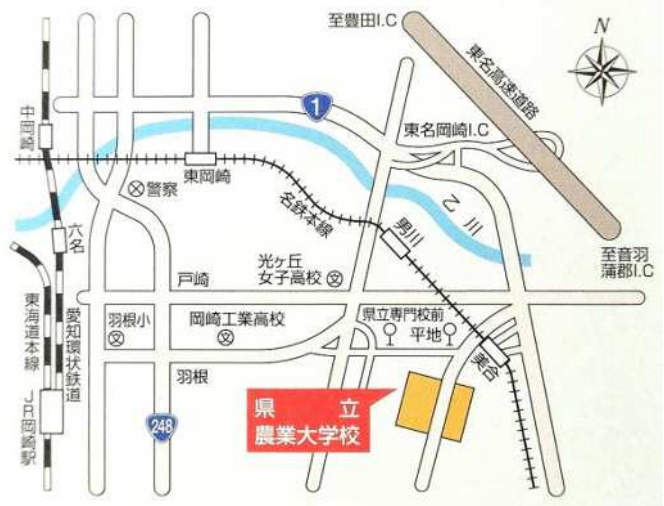 至豊田I.C
N
東名高速道路
1
中岡崎
東名岡崎I.C
東岡崎
警察
名鉄本線
男川
乙川
六名
至音羽
蒲郡I.C
光ヶ丘
女子高校
文
戸崎
羽根小
文
岡崎工業高校
文
県立専門校前
平地
美合
東海道本線
愛知環状鉄道
羽根
JR岡崎駅
248
県立
農業大学校